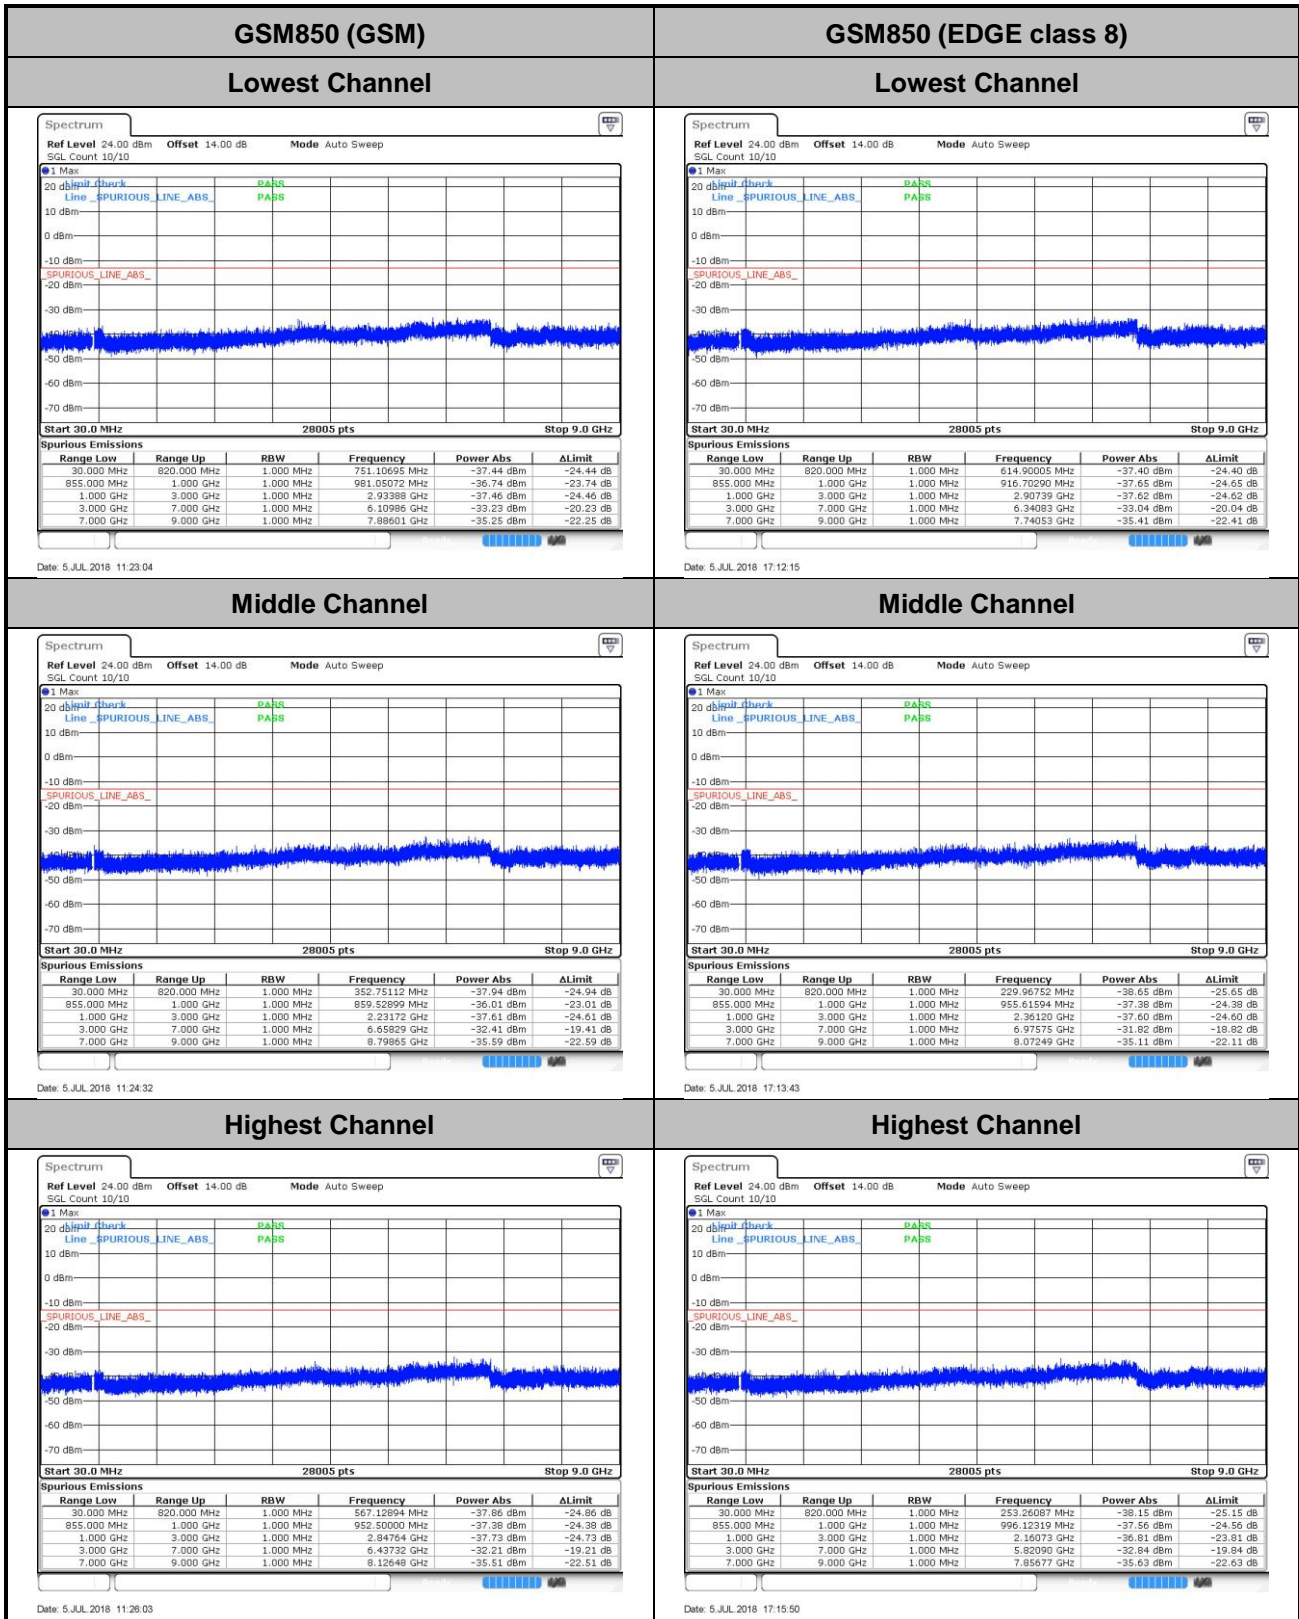 GSM850 (GSM)
GSM850 (EDGE class 8)
Lowest Channel
Lowest Channel
Spectrum
Ref Level 24.00 dBm Offset 14.00 dB Mode Auto Sweep
SGL Count 10/10
1 Max
Limit Check PASS
20 dBm
Line _SPURIOUS_LINE_ABS_ PASS
10 dBm
0 dBm
-10 dBm
_SPURIOUS_LINE_ABS_
-20 dBm
-30 dBm
-50 dBm
-60 dBm
-70 dBm
Start 30.0 MHz 28005 pts Stop 9.0 GHz
Spurious Emissions
Range Low Range Up RBW Frequency Power Abs ΔLimit
30.000 MHz 820.000 MHz 1.000 MHz 751.10695 MHz -37.44 dBm -24.44 dB
855.000 MHz 1.000 GHz 1.000 MHz 981.05072 MHz -36.74 dBm -23.74 dB
1.000 GHz 3.000 GHz 1.000 MHz 2.93388 GHz -37.46 dBm -24.46 dB
3.000 GHz 7.000 GHz 1.000 MHz 6.10986 GHz -33.23 dBm -20.23 dB
7.000 GHz 9.000 GHz 1.000 MHz 7.88601 GHz -35.25 dBm -22.25 dB
Date: 5.JUL.2018 11:23:04
Spectrum
Ref Level 24.00 dBm Offset 14.00 dB Mode Auto Sweep
SGL Count 10/10
1 Max
Limit Check PASS
20 dBm
Line _SPURIOUS_LINE_ABS_ PASS
10 dBm
0 dBm
-10 dBm
_SPURIOUS_LINE_ABS_
-20 dBm
-30 dBm
-50 dBm
-60 dBm
-70 dBm
Start 30.0 MHz 28005 pts Stop 9.0 GHz
Spurious Emissions
Range Low Range Up RBW Frequency Power Abs ΔLimit
30.000 MHz 820.000 MHz 1.000 MHz 614.90005 MHz -37.40 dBm -24.40 dB
855.000 MHz 1.000 GHz 1.000 MHz 916.70290 MHz -37.65 dBm -24.65 dB
1.000 GHz 3.000 GHz 1.000 MHz 2.90739 GHz -37.62 dBm -24.62 dB
3.000 GHz 7.000 GHz 1.000 MHz 6.34083 GHz -33.04 dBm -20.04 dB
7.000 GHz 9.000 GHz 1.000 MHz 7.74053 GHz -35.41 dBm -22.41 dB
Date: 5.JUL.2018 17:12:15
Middle Channel
Middle Channel
Spectrum
Ref Level 24.00 dBm Offset 14.00 dB Mode Auto Sweep
SGL Count 10/10
1 Max
Limit Check PASS
20 dBm
Line _SPURIOUS_LINE_ABS_ PASS
10 dBm
0 dBm
-10 dBm
_SPURIOUS_LINE_ABS_
-20 dBm
-30 dBm
-50 dBm
-60 dBm
-70 dBm
Start 30.0 MHz 28005 pts Stop 9.0 GHz
Spurious Emissions
Range Low Range Up RBW Frequency Power Abs ΔLimit
30.000 MHz 820.000 MHz 1.000 MHz 352.75112 MHz -37.94 dBm -24.94 dB
855.000 MHz 1.000 GHz 1.000 MHz 859.52899 MHz -36.01 dBm -23.01 dB
1.000 GHz 3.000 GHz 1.000 MHz 2.23172 GHz -37.61 dBm -24.61 dB
3.000 GHz 7.000 GHz 1.000 MHz 6.65829 GHz -32.41 dBm -19.41 dB
7.000 GHz 9.000 GHz 1.000 MHz 8.79865 GHz -35.59 dBm -22.59 dB
Date: 5.JUL.2018 11:24:32
Spectrum
Ref Level 24.00 dBm Offset 14.00 dB Mode Auto Sweep
SGL Count 10/10
1 Max
Limit Check PASS
20 dBm
Line _SPURIOUS_LINE_ABS_ PASS
10 dBm
0 dBm
-10 dBm
_SPURIOUS_LINE_ABS_
-20 dBm
-30 dBm
-50 dBm
-60 dBm
-70 dBm
Start 30.0 MHz 28005 pts Stop 9.0 GHz
Spurious Emissions
Range Low Range Up RBW Frequency Power Abs ΔLimit
30.000 MHz 820.000 MHz 1.000 MHz 229.96752 MHz -38.65 dBm -25.65 dB
855.000 MHz 1.000 GHz 1.000 MHz 955.61594 MHz -37.38 dBm -24.38 dB
1.000 GHz 3.000 GHz 1.000 MHz 2.36120 GHz -37.60 dBm -24.60 dB
3.000 GHz 7.000 GHz 1.000 MHz 6.97575 GHz -31.82 dBm -18.82 dB
7.000 GHz 9.000 GHz 1.000 MHz 8.07249 GHz -35.11 dBm -22.11 dB
Date: 5.JUL.2018 17:13:43
Highest Channel
Highest Channel
Spectrum
Ref Level 24.00 dBm Offset 14.00 dB Mode Auto Sweep
SGL Count 10/10
1 Max
Limit Check PASS
20 dBm
Line _SPURIOUS_LINE_ABS_ PASS
10 dBm
0 dBm
-10 dBm
_SPURIOUS_LINE_ABS_
-20 dBm
-30 dBm
-50 dBm
-60 dBm
-70 dBm
Start 30.0 MHz 28005 pts Stop 9.0 GHz
Spurious Emissions
Range Low Range Up RBW Frequency Power Abs ΔLimit
30.000 MHz 820.000 MHz 1.000 MHz 567.12894 MHz -37.86 dBm -24.86 dB
855.000 MHz 1.000 GHz 1.000 MHz 952.50000 MHz -37.38 dBm -24.38 dB
1.000 GHz 3.000 GHz 1.000 MHz 2.84764 GHz -37.73 dBm -24.73 dB
3.000 GHz 7.000 GHz 1.000 MHz 6.43732 GHz -32.21 dBm -19.21 dB
7.000 GHz 9.000 GHz 1.000 MHz 8.12648 GHz -35.51 dBm -22.51 dB
Date: 5.JUL.2018 11:26:03
Spectrum
Ref Level 24.00 dBm Offset 14.00 dB Mode Auto Sweep
SGL Count 10/10
1 Max
Limit Check PASS
20 dBm
Line _SPURIOUS_LINE_ABS_ PASS
10 dBm
0 dBm
-10 dBm
_SPURIOUS_LINE_ABS_
-20 dBm
-30 dBm
-50 dBm
-60 dBm
-70 dBm
Start 30.0 MHz 28005 pts Stop 9.0 GHz
Spurious Emissions
Range Low Range Up RBW Frequency Power Abs ΔLimit
30.000 MHz 820.000 MHz 1.000 MHz 253.26087 MHz -38.15 dBm -25.15 dB
855.000 MHz 1.000 GHz 1.000 MHz 996.12319 MHz -37.56 dBm -24.56 dB
1.000 GHz 3.000 GHz 1.000 MHz 2.16073 GHz -36.81 dBm -23.81 dB
3.000 GHz 7.000 GHz 1.000 MHz 5.82090 GHz -32.84 dBm -19.84 dB
7.000 GHz 9.000 GHz 1.000 MHz 7.85677 GHz -35.63 dBm -22.63 dB
Date: 5.JUL.2018 17:15:50